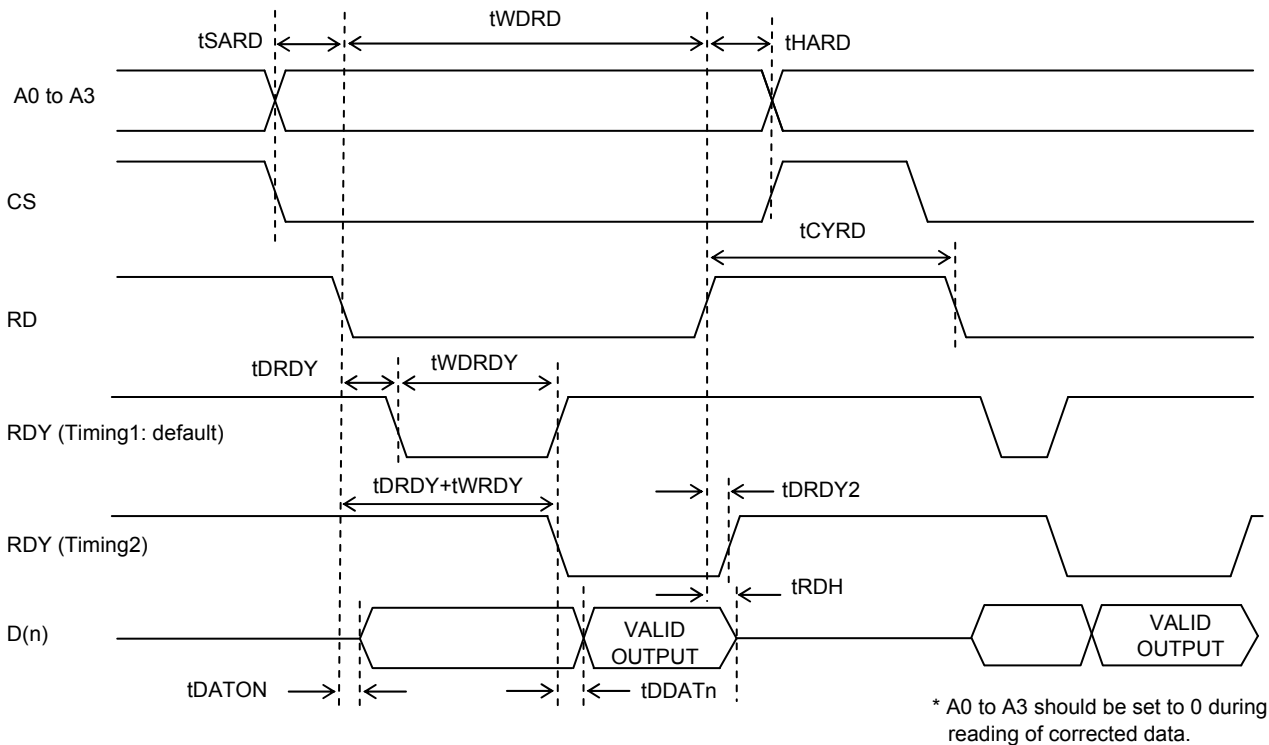 tWDRD
tSARD
tHARD
A0 to A3
CS
tCYRD
RD
tDRDY
tWDRDY
RDY (Timing1: default)
tDRDY+tWRDY
tDRDY2
RDY (Timing2)
tRDH
D(n)
VALID
OUTPUT
VALID
OUTPUT
tDATON
tDDATn
* A0 to A3 should be set to 0 during
reading of corrected data.